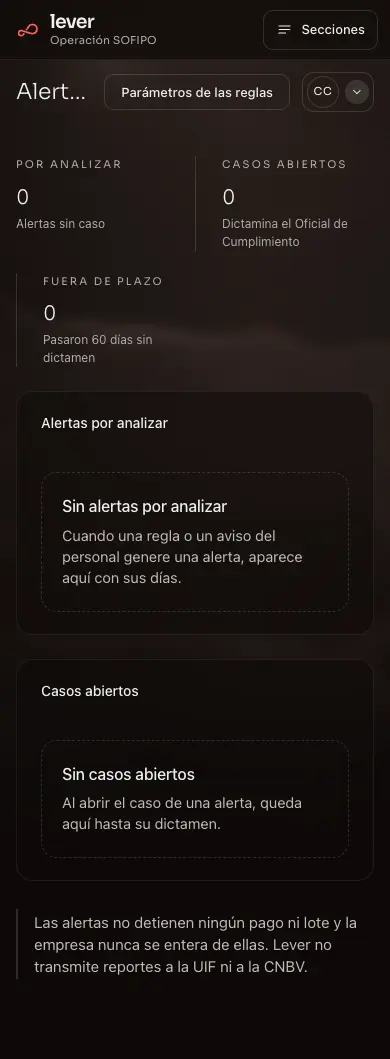 lever
Operación SOFIPO
Secciones
Alert...
Parámetros de las reglas
CC
POR ANALIZAR
0
Alertas sin caso
CASOS ABIERTOS
0
Dictamina el Oficial de
Cumplimiento
FUERA DE PLAZO
0
Pasaron 60 días sin
dictamen
Alertas por analizar
Sin alertas por analizar
Cuando una regla o un aviso del
personal genere una alerta, aparece
aquí con sus días.
Casos abiertos
Sin casos abiertos
Al abrir el caso de una alerta, queda
aquí hasta su dictamen.
Las alertas no detienen ningún pago ni lote y la
empresa nunca se entera de ellas. Lever no
transmite reportes a la UIF ni a la CNBV.